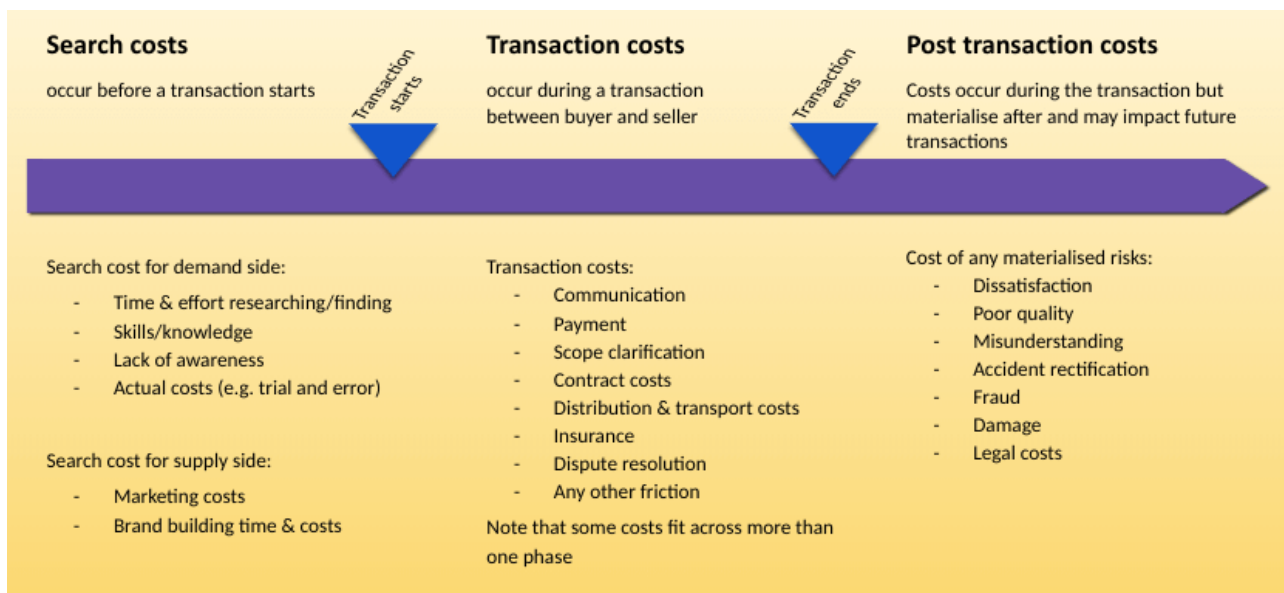 Search costs
occur before a transaction starts
Transaction
starts
Transaction costs
occur during a transaction
between buyer and seller
Transaction
ends
Post transaction costs
Costs occur during the transaction but
materialise after and may impact future
transactions
Search cost for demand side:
- Time & effort researching/finding
- Skills/knowledge
- Lack of awareness
- Actual costs (e.g. trial and error)
Search cost for supply side:
- Marketing costs
- Brand building time & costs
Transaction costs:
- Communication
- Payment
- Scope clarification
- Contract costs
- Distribution & transport costs
- Insurance
- Dispute resolution
- Any other friction
Note that some costs fit across more than
one phase
Cost of any materialised risks:
- Dissatisfaction
- Poor quality
- Misunderstanding
- Accident rectification
- Fraud
- Damage
- Legal costs